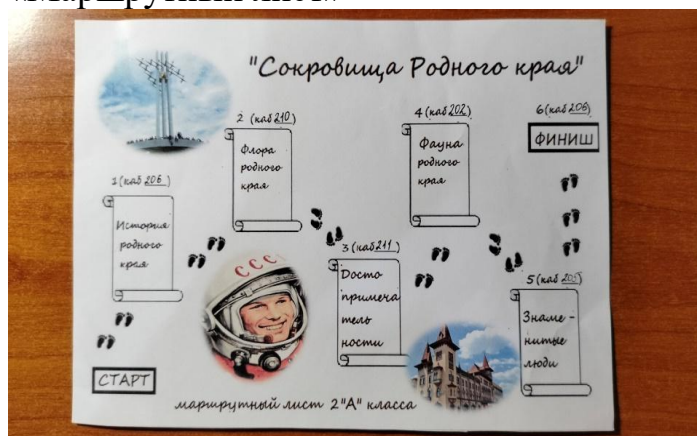 "Сокровища Родного края"
1 (каб 206)
История
родного
края
2 (каб 210)
Флора
родного
края
3 (каб 211)
Досто
примеча
тель
ности
4 (каб 202)
Фауна
родного
края
5 (каб 205)
Знаме -
нитые
люди
6 (каб 206)
ФИНИШ
СССР
СТАРТ
маршрутный лист 2"А" класса